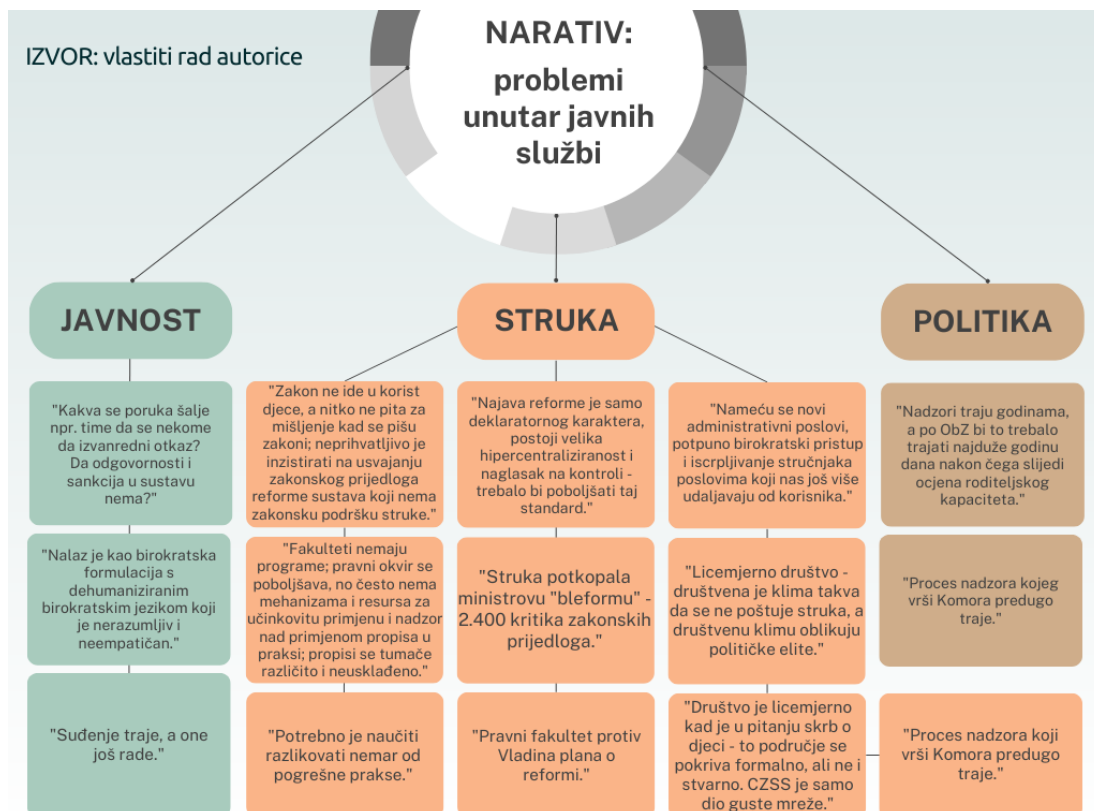 IZVOR: vlastiti rad autorice
NARATIV:
problemi
unutar javnih
službi
JAVNOST
"Kakva se poruka šalje
npr. time da se nekome
da izvanredni otkaz?
Da odgovornosti i
sankcija u sustavu
nema?"
"Nalaz je kao birokratska
formulacija s
dehumaniziranim
birokratskim jezikom koji
je nerazumljiv i
neempatičan."
"Suđenje traje, a one
još rade."
STRUKA
"Zakon ne ide u korist
djece, a nitko ne pita za
mišljenje kad se pišu
zakoni; neprihvatljivo je
inzistirati na usvajanju
zakonskog prijedloga
reforme sustava koji nema
zakonsku podršku struke."
"Fakulteti nemaju
programe; pravni okvir se
poboljšava, no često nema
mehanizama i resursa za
učinkovitu primjenu i nadzor
nad primjenom propisa u
praksi; propisi se tumače
različito i neusklađeno."
"Potrebno je naučiti
razlikovati nemar od
pogrešne prakse."
"Najava reforme je samo
deklaratornog karaktera,
postoji velika
hipercentraliziranost i
naglasak na kontroli -
trebalo bi poboljšati taj
standard."
"Struka potkopala
ministrovu "bleformu" -
2.400 kritika zakonskih
prijedloga."
"Pravni fakultet protiv
Vladina plana o
reformi."
"Nameću se novi
administrativni poslovi,
potpuno birokratski pristup
i iscrpljivanje stručnjaka
poslovima koji nas još više
udaljavaju od korisnika."
"Licemjerno društvo -
društvena je klima takva
da se ne poštuje struka, a
društvenu klimu oblikuju
političke elite."
"Društvo je licemjerno
kad je u pitanju skrb o
djeci - to područje se
pokriva formalno, ali ne i
stvarno. CZSS je samo
dio guste mreže."
"Proces nadzora koji
vrši Komora predugo
traje."
POLITIKA
"Nadzori traju godinama,
a po ObZ bi to trebalo
trajati najduže godinu
dana nakon čega slijedi
ocjena roditeljskog
kapaciteta."
"Proces nadzora kojeg
vrši Komora predugo
traje."